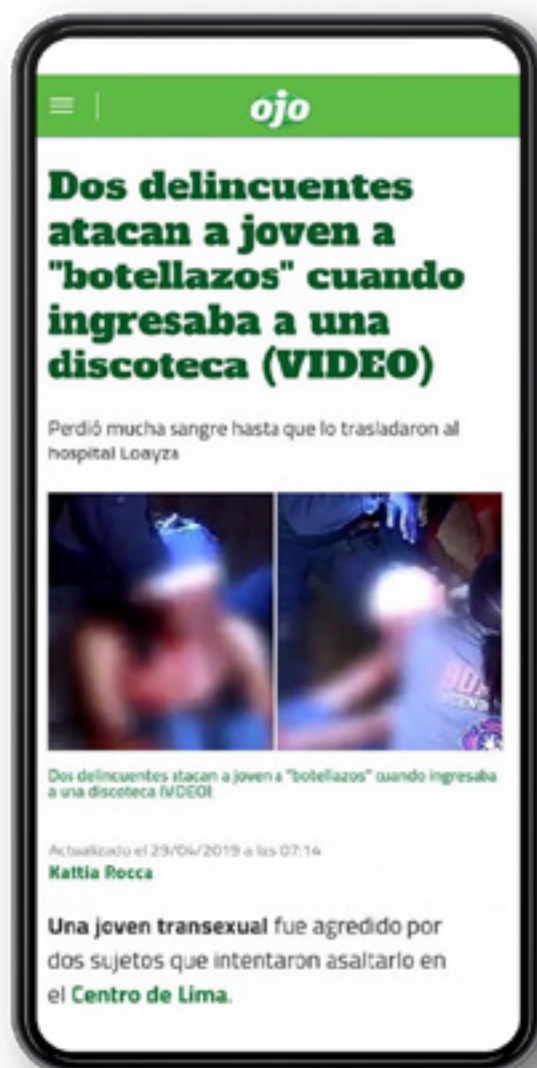 ojo
Dos delincuentes
atacan a joven a
"botellazos" cuando
ingresaba a una
discoteca (VIDEO)
Perdió mucha sangre hasta que lo trasladaron al
hospital Loayza
Dos delincuentes atacan a joven a "botellazos" cuando ingresaba
a una discoteca (VIDEO)
Actualizado el 29/04/2019 a las 07:14
Kattia Rocca
Una joven transexual fue agredido por
dos sujetos que intentaron asaltarlo en
el Centro de Lima.